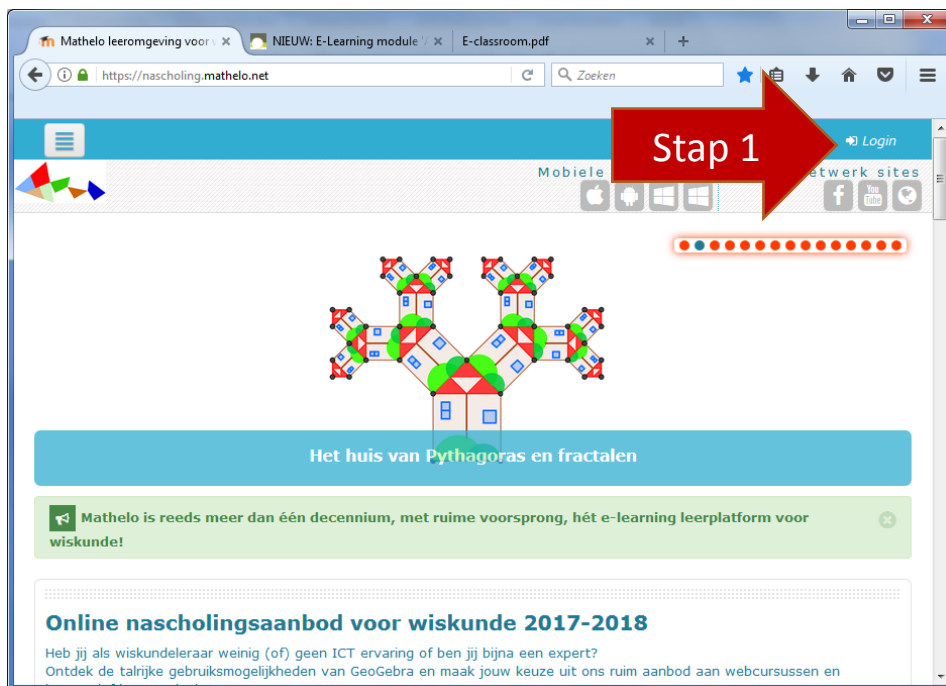 Mathelo leeromgeving voor
NIEUW: E-Learning module
E-classroom.pdf
https://nascholing.mathelo.net
Zoeken
Stap 1
Login
Mobiele
etwerk sites
You
Tube
Het huis van Pythagoras en fractalen
Mathelo is reeds meer dan één decennium, met ruime voorsprong, hét e-learning leerplatform voor
wiskunde!
Online nascholingsaanbod voor wiskunde 2017-2018
Heb jij als wiskundeleraar weinig (of) geen ICT ervaring of ben jij bijna een expert?
Ontdek de talrijke gebruiksmogelijkheden van GeoGebra en maak jouw keuze uit ons ruim aanbod aan webcursussen en